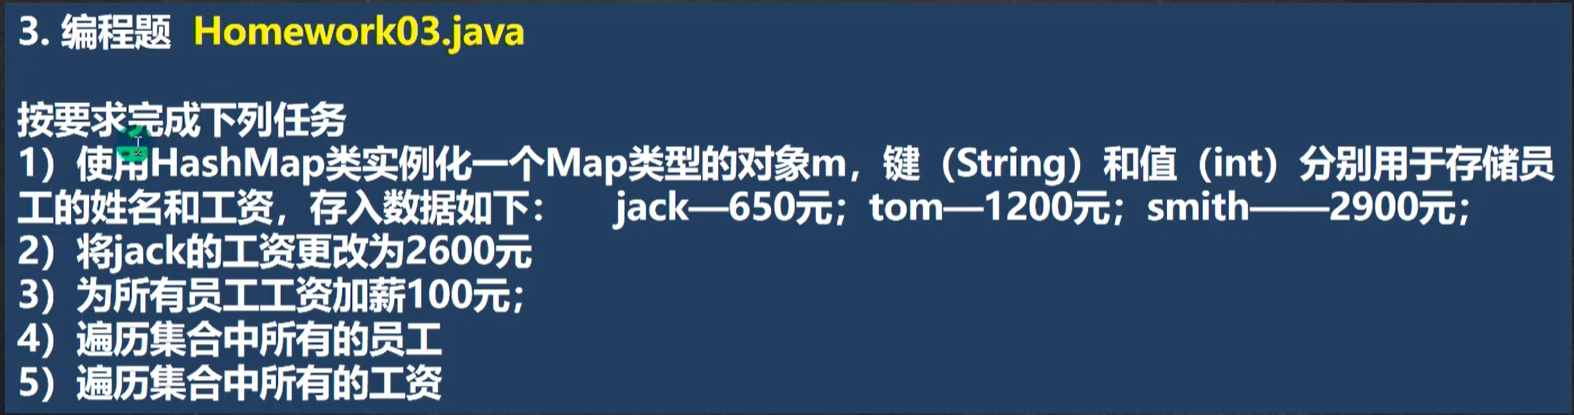 3. 编程题 Homework03.java
按要求完成下列任务
1）使用HashMap类实例化一个Map类型的对象m，键（String）和值（int）分别用于存储员
工的姓名和工资，存入数据如下： jack—650元；tom—1200元；smith——2900元；
2）将jack的工资更改为2600元
3）为所有员工工资加薪100元；
4）遍历集合中所有的员工
5）遍历集合中所有的工资